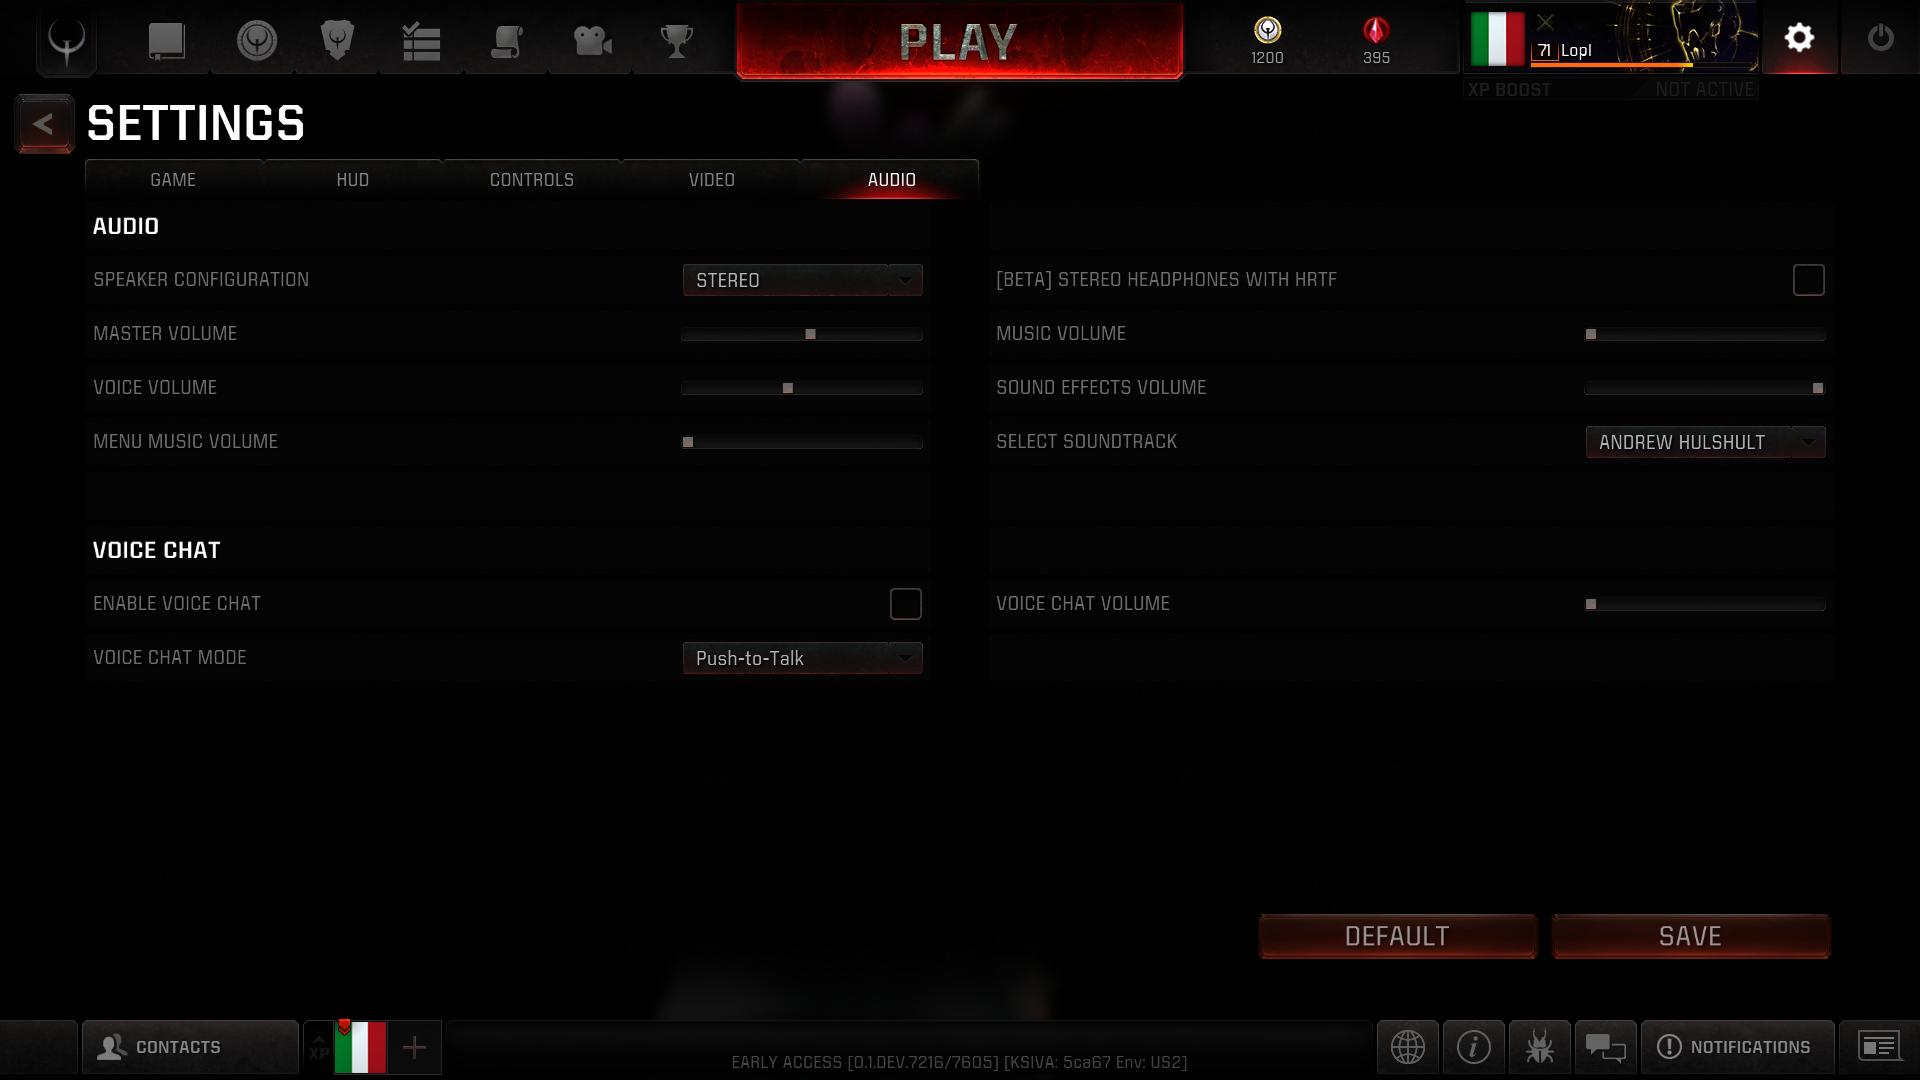 PLAY
1200
395
71 Lopl
XP BOOST NOT ACTIVE
<
SETTINGS
GAME
HUD
CONTROLS
VIDEO
AUDIO
AUDIO
SPEAKER CONFIGURATION
STEREO
[BETA] STEREO HEADPHONES WITH HRTF
MASTER VOLUME
MUSIC VOLUME
VOICE VOLUME
SOUND EFFECTS VOLUME
MENU MUSIC VOLUME
SELECT SOUNDTRACK
ANDREW HULSHULT
VOICE CHAT
ENABLE VOICE CHAT
VOICE CHAT VOLUME
VOICE CHAT MODE
Push-to-Talk
DEFAULT
SAVE
CONTACTS
XP
EARLY ACCESS [0.1.DEV.7216/7605] [KSIVA: 5ca67 Env: US2]
NOTIFICATIONS